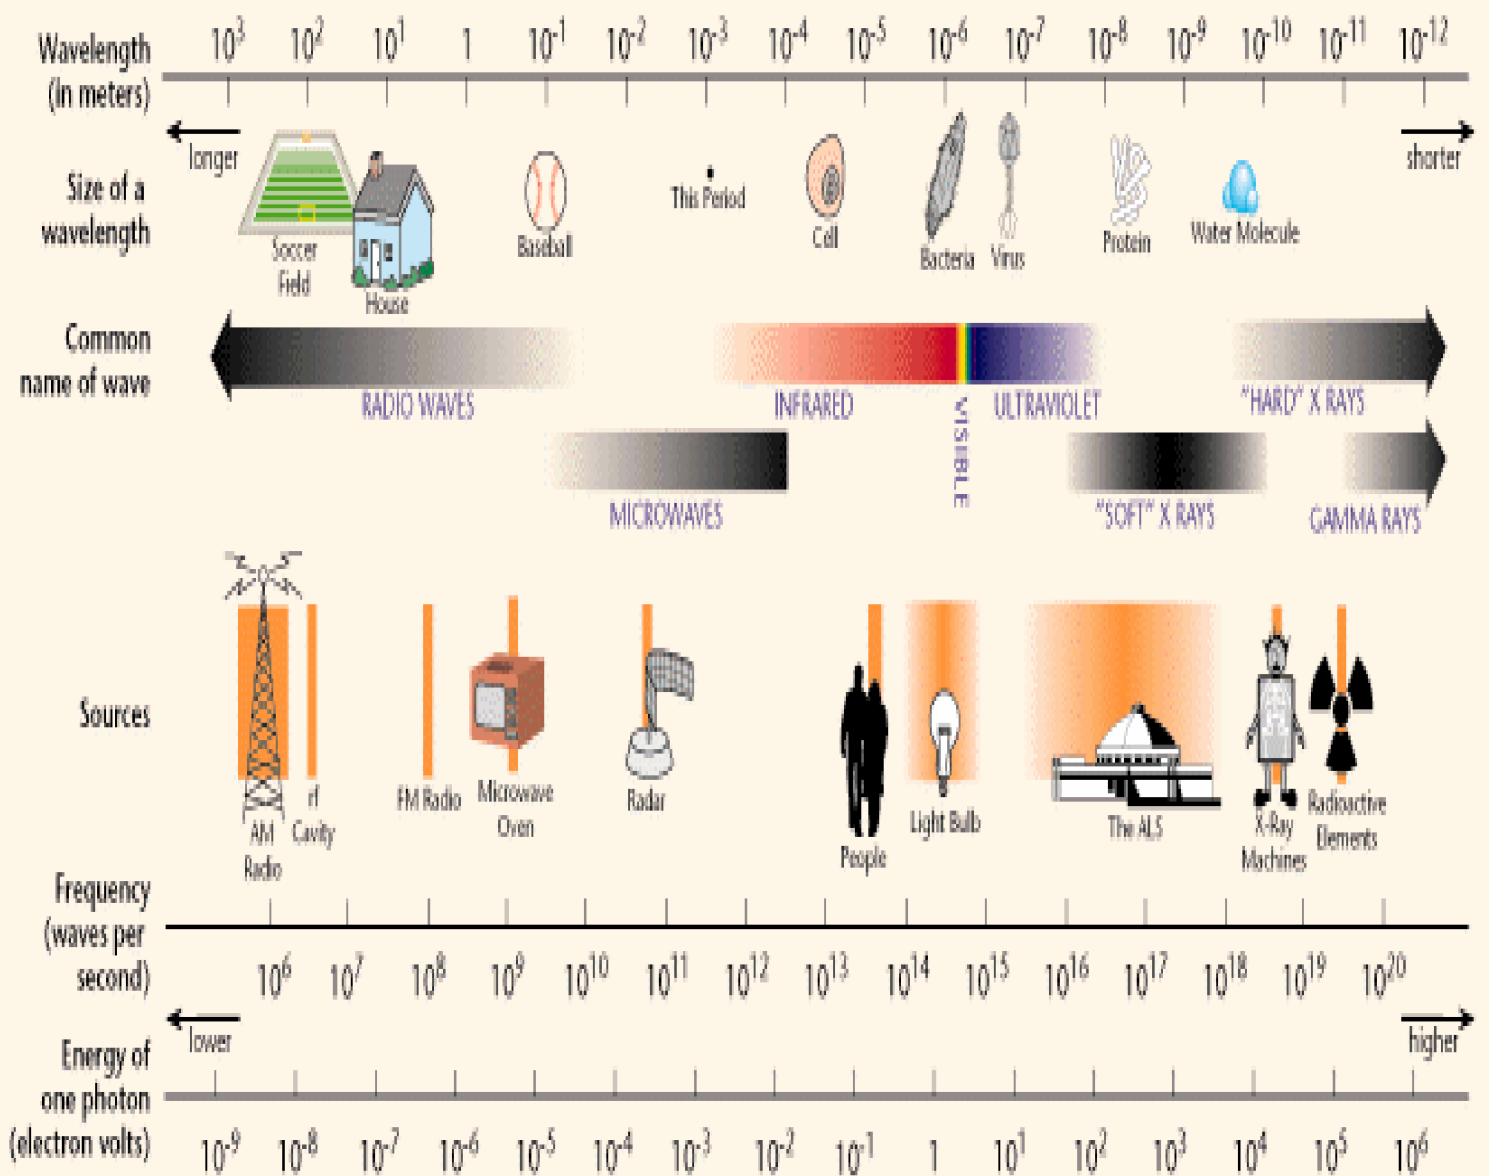 Wavelength
(in meters)
10³ 10² 10¹ 1 10⁻¹ 10⁻² 10⁻³ 10⁻⁴ 10⁻⁵ 10⁻⁶ 10⁻⁷ 10⁻⁸ 10⁻⁹ 10⁻¹⁰ 10⁻¹¹ 10⁻¹²
longer
shorter
Size of a
wavelength
Soccer
Field
House
Baseball
This Period
Cell
Bacteria
Virus
Protein
Water Molecule
Common
name of wave
RADIO WAVES
INFRARED
VISIBLE
ULTRAVIOLET
"HARD" X RAYS
MICROWAVES
"SOFT" X RAYS
GAMMA RAYS
Sources
AM
Radio
rf
Cavity
FM Radio
Microwave
Oven
Radar
People
Light Bulb
The ALS
X-Ray
Machines
Radioactive
Elements
Frequency
(waves per
second)
10⁶ 10⁷ 10⁸ 10⁹ 10¹⁰ 10¹¹ 10¹² 10¹³ 10¹⁴ 10¹⁵ 10¹⁶ 10¹⁷ 10¹⁸ 10¹⁹ 10²⁰
lower
higher
Energy of
one photon
(electron volts)
10⁻⁹ 10⁻⁸ 10⁻⁷ 10⁻⁶ 10⁻⁵ 10⁻⁴ 10⁻³ 10⁻² 10⁻¹ 1 10¹ 10² 10³ 10⁴ 10⁵ 10⁶